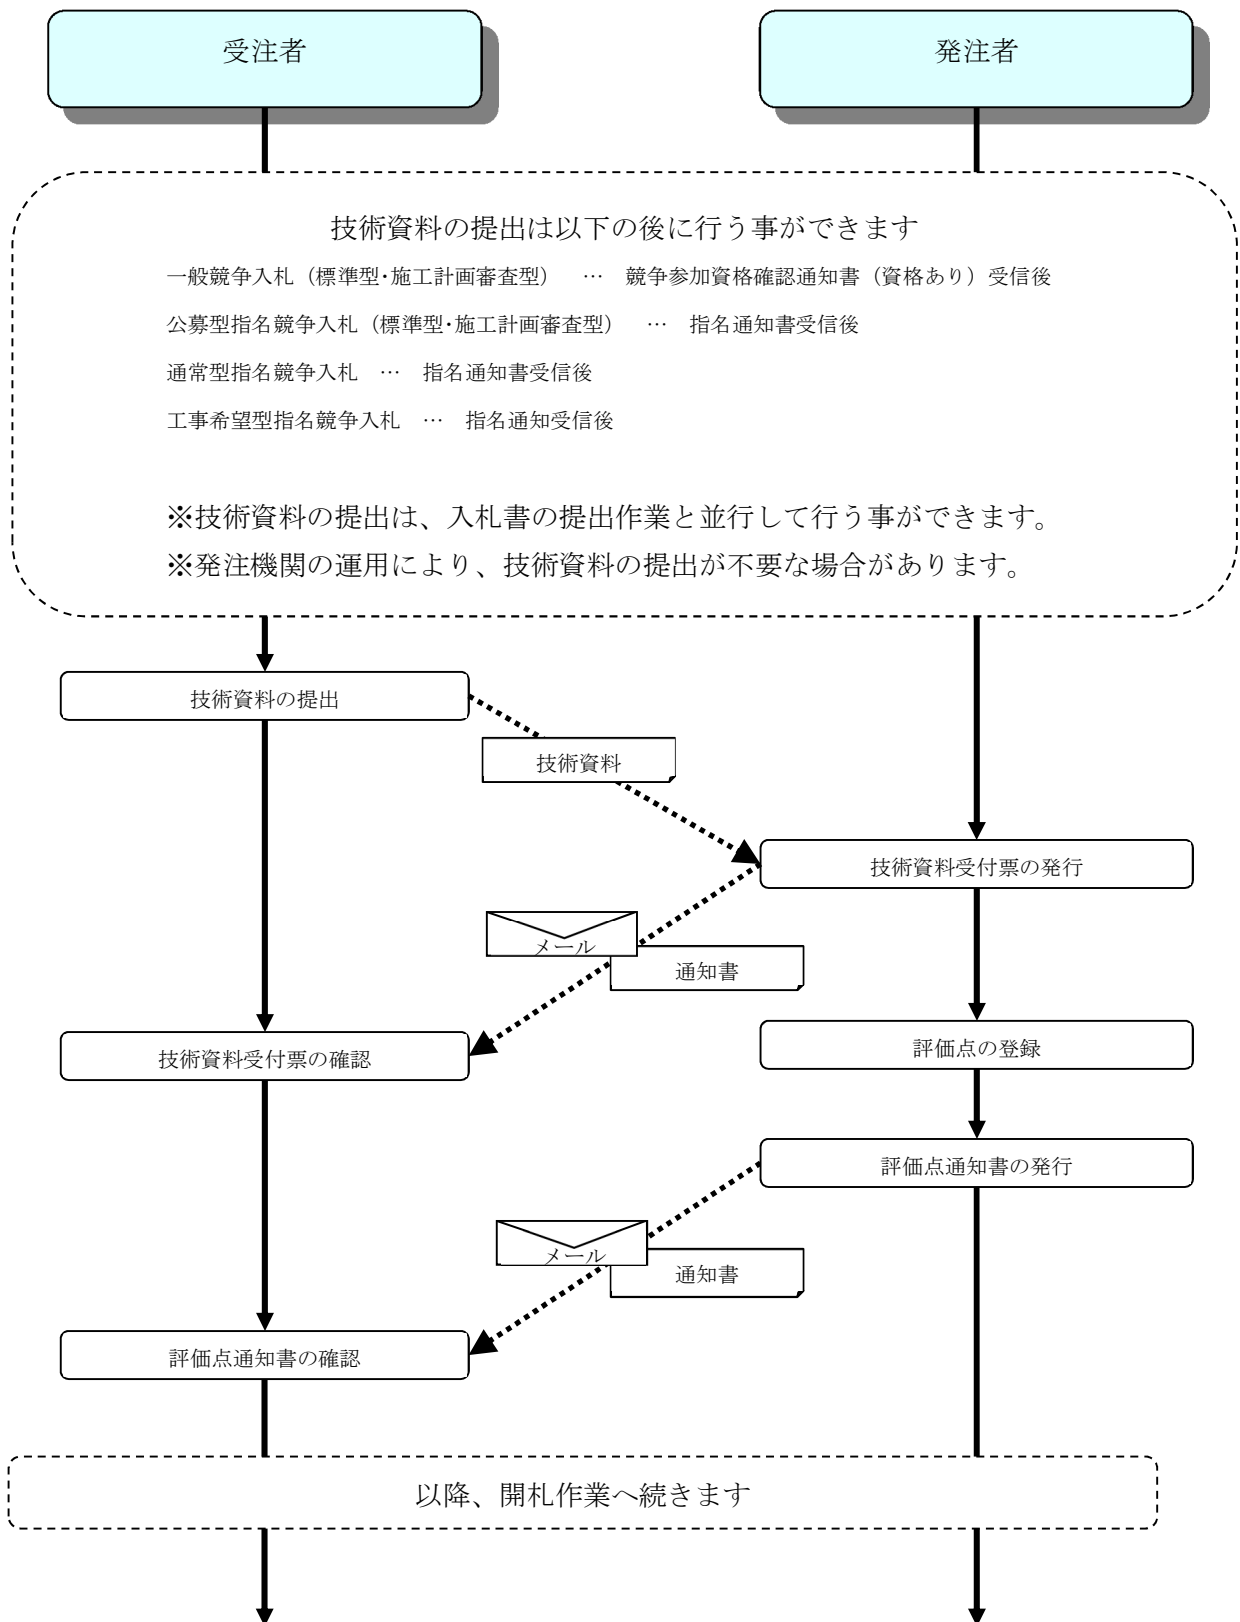 受注者
発注者
技術資料の提出は以下の後に行う事ができます
一般競争入札（標準型･施工計画審査型）　…　競争参加資格確認通知書（資格あり）受信後
公募型指名競争入札（標準型･施工計画審査型）　…　指名通知書受信後
通常型指名競争入札　…　指名通知書受信後
工事希望型指名競争入札　…　指名通知受信後
※技術資料の提出は、入札書の提出作業と並行して行う事ができます。
※発注機関の運用により、技術資料の提出が不要な場合があります。
技術資料の提出
技術資料
技術資料受付票の発行
メール
通知書
技術資料受付票の確認
評価点の登録
評価点通知書の発行
メール
通知書
評価点通知書の確認
以降、開札作業へ続きます